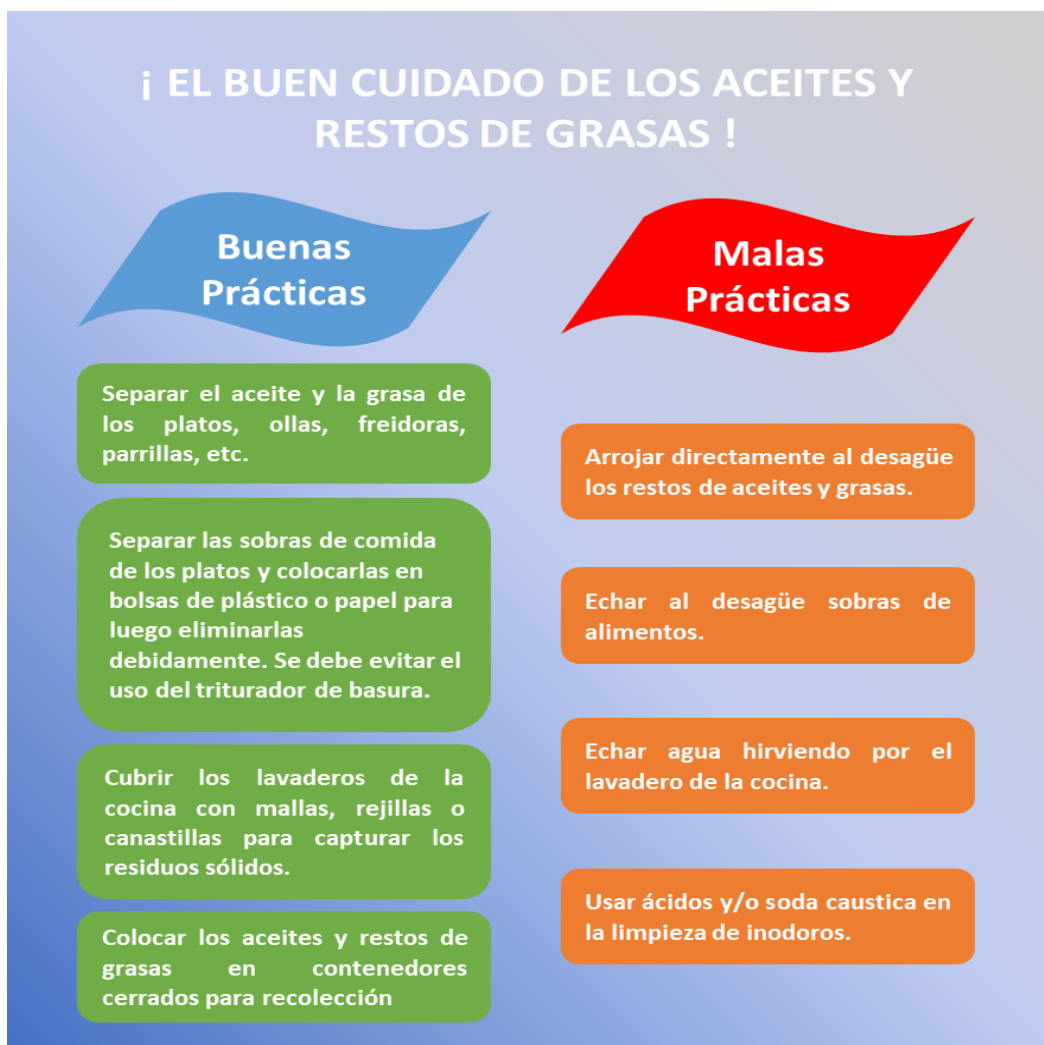 ¡ EL BUEN CUIDADO DE LOS ACEITES Y
RESTOS DE GRASAS !
Buenas
Prácticas
Separar el aceite y la grasa de
los platos, ollas, freidoras,
parrillas, etc.
Separar las sobras de comida
de los platos y colocarlas en
bolsas de plástico o papel para
luego eliminarlas
debidamente. Se debe evitar el
uso del triturador de basura.
Cubrir los lavaderos de la
cocina con mallas, rejillas o
canastillas para capturar los
residuos sólidos.
Colocar los aceites y restos de
grasas en contenedores
cerrados para recolección
Malas
Prácticas
Arrojar directamente al desagüe
los restos de aceites y grasas.
Echar al desagüe sobras de
alimentos.
Echar agua hirviendo por el
lavadero de la cocina.
Usar ácidos y/o soda caustica en
la limpieza de inodoros.